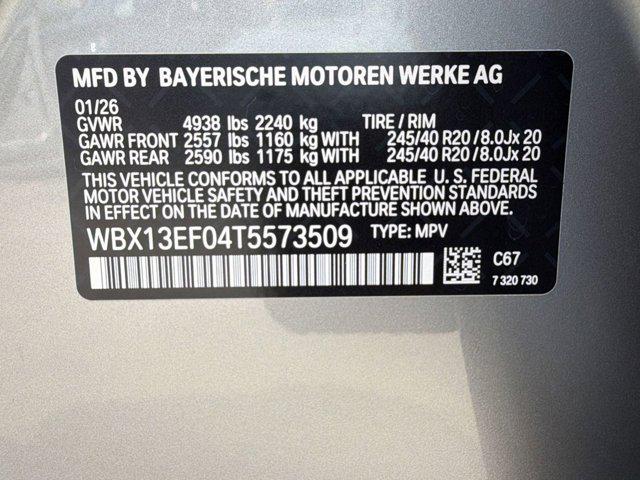 MFD BY BAYERISCHE MOTOREN WERKE AG
01/26
GVWR 4938 lbs 2240 kg TIRE / RIM
GAWR FRONT 2557 lbs 1160 kg WITH 245/40 R20 / 8.0Jx 20
GAWR REAR 2590 lbs 1175 kg WITH 245/40 R20 / 8.0Jx 20
THIS VEHICLE CONFORMS TO ALL APPLICABLE U. S. FEDERAL
MOTOR VEHICLE SAFETY AND THEFT PREVENTION STANDARDS
IN EFFECT ON THE DATE OF MANUFACTURE SHOWN ABOVE.
WBX13EF04T5573509 TYPE: MPV
C67
7 320 730